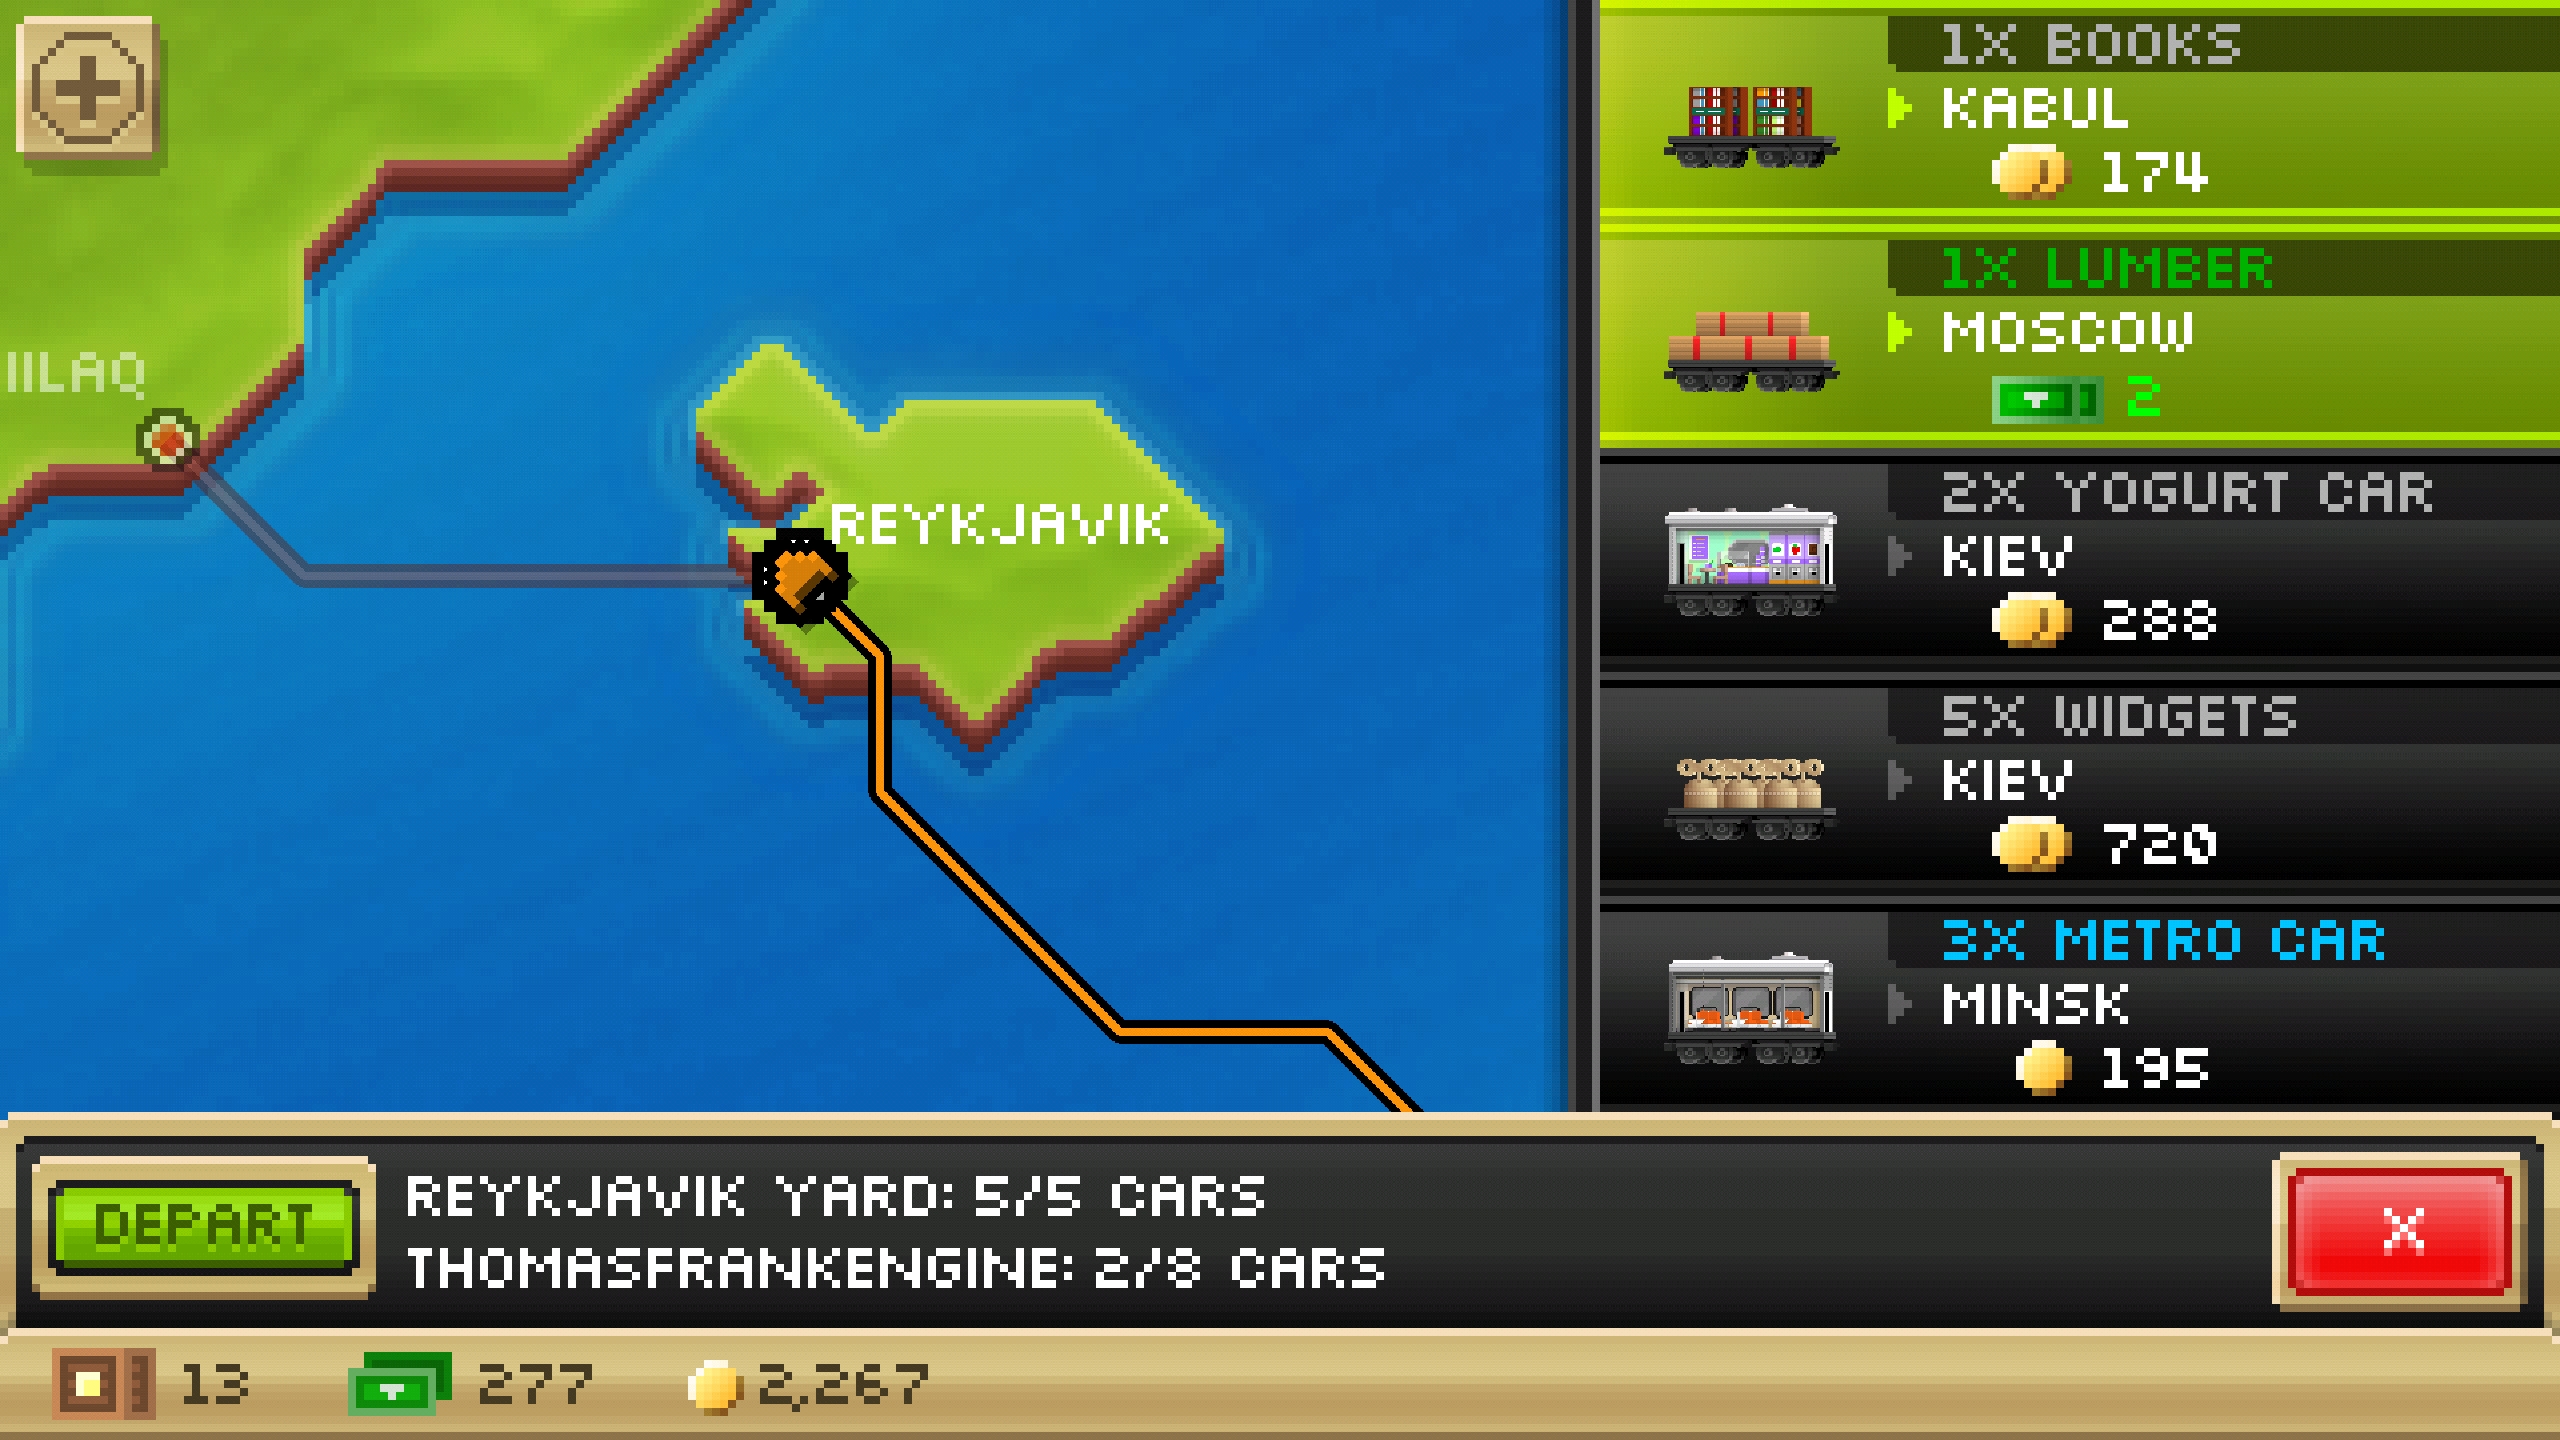 1X BOOKS
KABUL
174
1X LUMBER
MOSCOW
2
IILAQ
2X YOGURT CAR
REYKJAVIK
KIEV
288
5X WIDGETS
KIEV
720
3X METRO CAR
MINSK
195
DEPART
REYKJAVIK YARD: 5/5 CARS
THOMASFRANKENGINE: 2/8 CARS
X
13
277
2,267